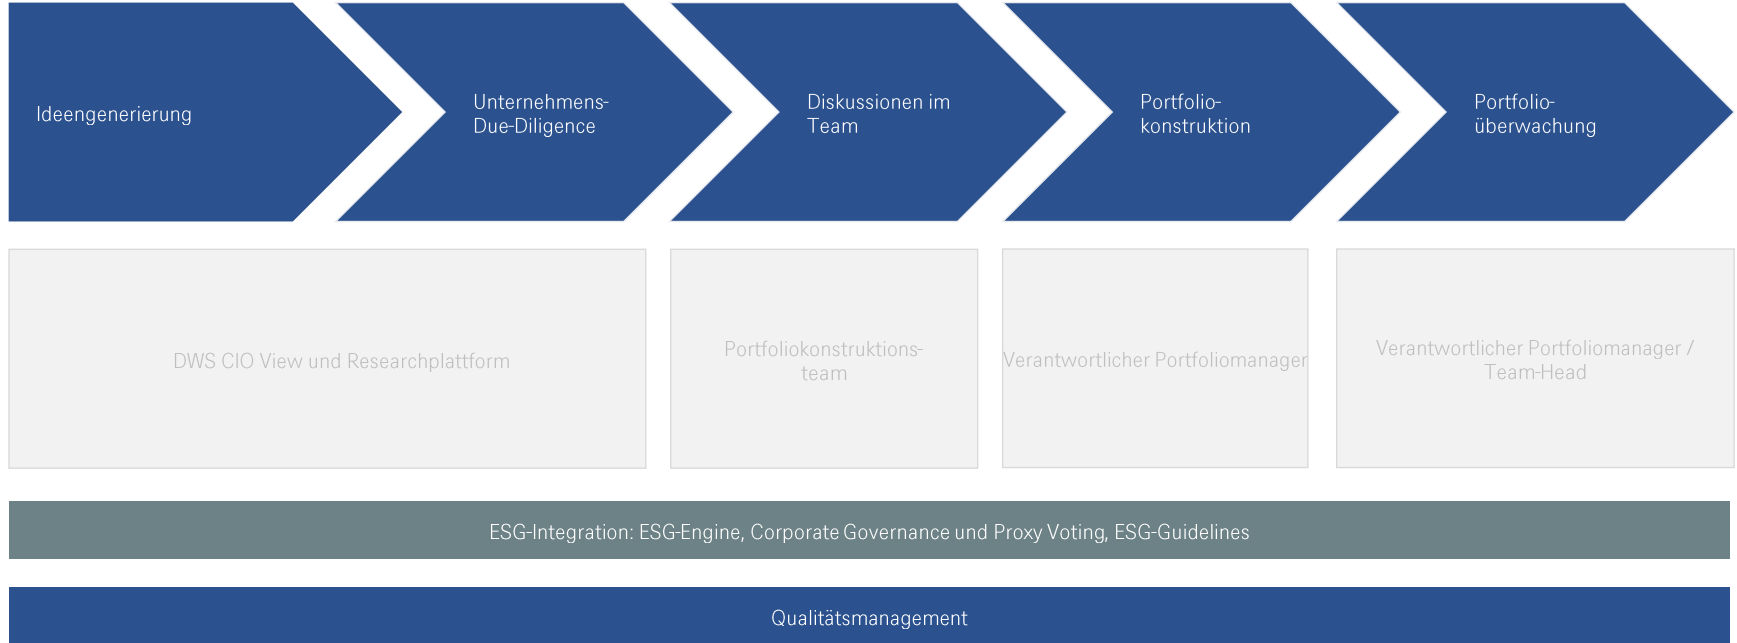 Ideengenerierung
Unternehmens-
Due-Diligence
Diskussionen im
Team
Portfolio-
konstruktion
Portfolio-
überwachung
DWS CIO View und Researchplattform
Portfoliokonstruktions-
team
Verantwortlicher Portfoliomanager
Verantwortlicher Portfoliomanager /
Team-Head
ESG-Integration: ESG-Engine, Corporate Governance und Proxy Voting, ESG-Guidelines
Qualitätsmanagement